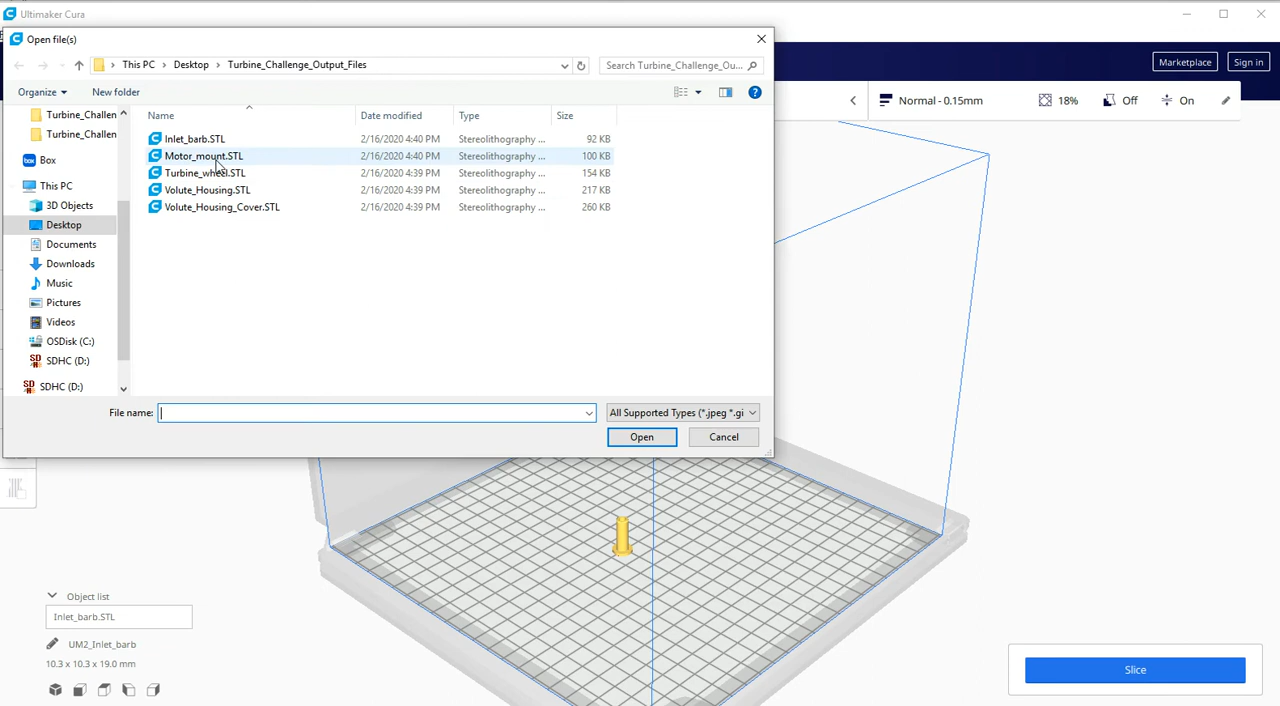 Ultimaker Cura
Open file(s)
Marketplace
Sign in
This PC > Desktop > Turbine_Challenge_Output_Files
Search Turbine_Challenge_Ou...
Organize
New folder
Normal - 0.15mm
18%
Off
On
Name
Date modified
Type
Size
Turbine_Challen
Turbine_Challen
Box
This PC
3D Objects
Desktop
Documents
Downloads
Music
Pictures
Videos
OSDisk (C:)
SDHC (D:)
SDHC (D:)
Inlet_barb.STL 2/16/2020 4:40 PM Stereolithography ... 92 KB
Motor_mount.STL 2/16/2020 4:40 PM Stereolithography ... 100 KB
Turbine_wheel.STL 2/16/2020 4:39 PM Stereolithography ... 154 KB
Volute_Housing.STL 2/16/2020 4:39 PM Stereolithography ... 217 KB
Volute_Housing_Cover.STL 2/16/2020 4:39 PM Stereolithography ... 260 KB
File name:
All Supported Types (*.jpeg *.gi
Open
Cancel
Object list
Inlet_barb.STL
UM2_Inlet_barb
10.3 x 10.3 x 19.0 mm
Slice